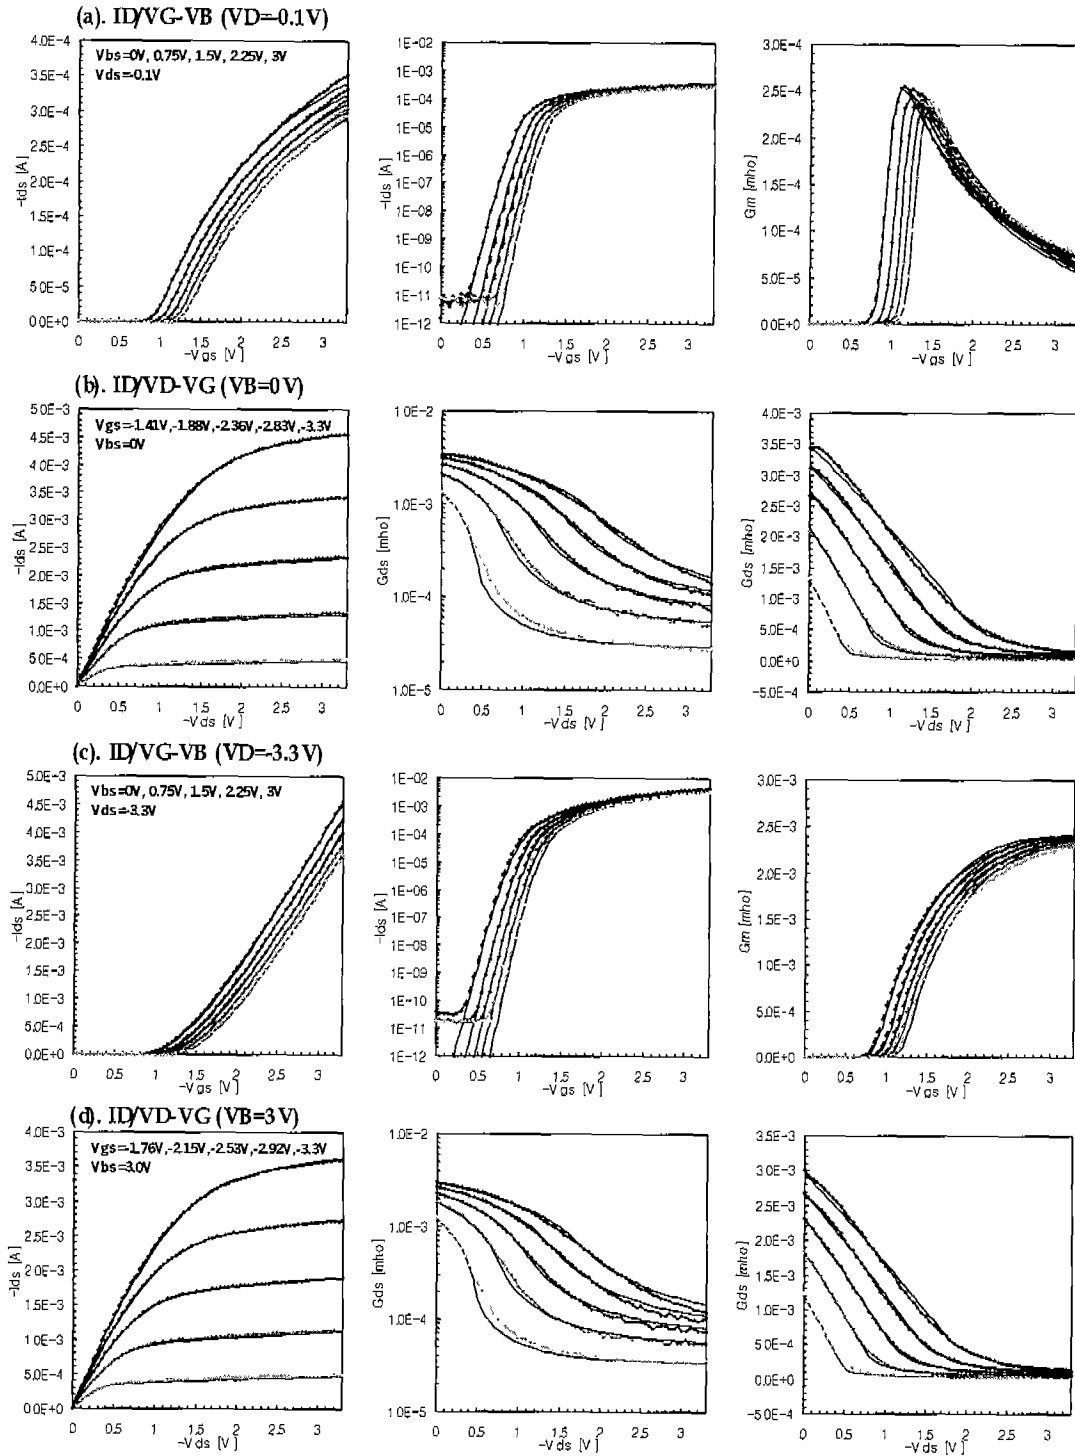 (a). ID/VG-VB (VD=-0.1V)
Vbs=0V, 0.75V, 1.5V, 2.25V, 3V
Vds=-0.1V
-Ids [A]
4.0E-4
3.5E-4
3.0E-4
2.5E-4
2.0E-4
1.5E-4
1.0E-4
5.0E-5
0.0E+0
0 0.5 1 1.5 2 2.5 3
-Vgs [V]
-Ids [A]
1E-02
1E-03
1E-04
1E-05
1E-06
1E-07
1E-08
1E-09
1E-10
1E-11
1E-12
0 0.5 1 1.5 2 2.5 3
-Vgs [V]
Gm [mho]
3.0E-4
2.5E-4
2.0E-4
1.5E-4
1.0E-4
5.0E-5
0.0E+0
0 0.5 1 1.5 2 2.5 3
-Vgs [V]
(b). ID/VD-VG (VB=0V)
Vgs=-1.41V,-1.88V,-2.36V,-2.83V,-3.3V
Vbs=0V
-Ids [A]
5.0E-3
4.5E-3
4.0E-3
3.5E-3
3.0E-3
2.5E-3
2.0E-3
1.5E-3
1.0E-3
5.0E-4
0.0E+0
0 0.5 1 1.5 2 2.5 3
-Vds [V]
Gds [mho]
1.0E-2
1.0E-3
1.0E-4
1.0E-5
0 0.5 1 1.5 2 2.5 3
-Vds [V]
Gds [mho]
4.0E-3
3.5E-3
3.0E-3
2.5E-3
2.0E-3
1.5E-3
1.0E-3
5.0E-4
0.0E+0
-5.0E-4
0 0.5 1 1.5 2 2.5 3
-Vds [V]
(c). ID/VG-VB (VD=-3.3V)
Vbs=0V, 0.75V, 1.5V, 2.25V, 3V
Vds=-3.3V
-Ids [A]
5.0E-3
4.5E-3
4.0E-3
3.5E-3
3.0E-3
2.5E-3
2.0E-3
1.5E-3
1.0E-3
5.0E-4
0.0E+0
0 0.5 1 1.5 2 2.5 3
-Vgs [V]
-Ids [A]
1E-02
1E-03
1E-04
1E-05
1E-06
1E-07
1E-08
1E-09
1E-10
1E-11
1E-12
0 0.5 1 1.5 2 2.5 3
-Vgs [V]
Gm [mho]
3.0E-3
2.5E-3
2.0E-3
1.5E-3
1.0E-3
5.0E-4
0.0E+0
0 0.5 1 1.5 2 2.5 3
-Vgs [V]
(d). ID/VD-VG (VB=3V)
Vgs=-1.76V,-2.15V,-2.53V,-2.92V,-3.3V
Vbs=3.0V
-Ids [A]
4.0E-3
3.5E-3
3.0E-3
2.5E-3
2.0E-3
1.5E-3
1.0E-3
5.0E-4
0.0E+0
0 0.5 1 1.5 2 2.5 3
-Vds [V]
Gds [mho]
1.0E-2
1.0E-3
1.0E-4
1.0E-5
0 0.5 1 1.5 2 2.5 3
-Vds [V]
Gds [mho]
3.5E-3
3.0E-3
2.5E-3
2.0E-3
1.5E-3
1.0E-3
5.0E-4
0.0E+0
-5.0E-4
0 0.5 1 1.5 2 2.5 3
-Vds [V]